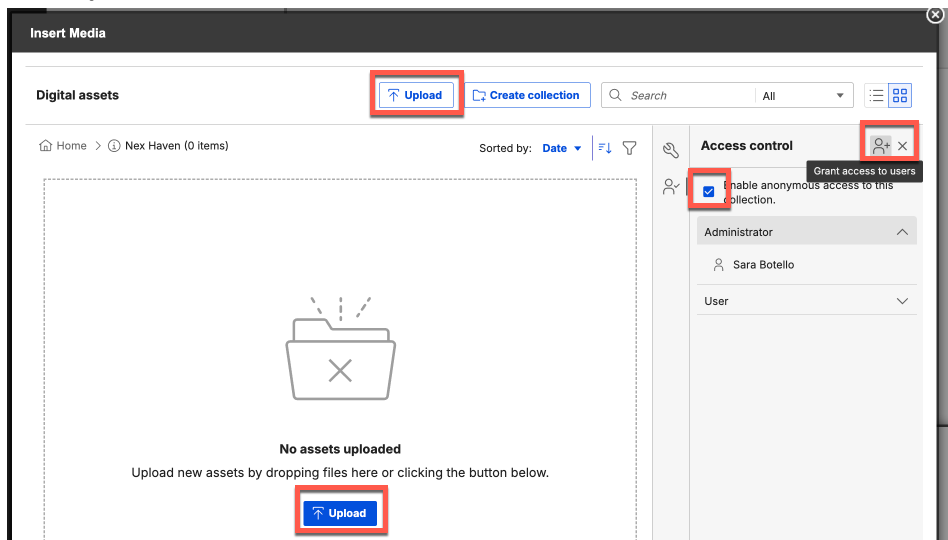 Insert Media
Digital assets
Upload
Create collection
Search
All
Home > Nex Haven (0 items)
Sorted by: Date
Access control
Grant access to users
Enable anonymous access to this
collection.
Administrator
Sara Botello
User
No assets uploaded
Upload new assets by dropping files here or clicking the button below.
Upload